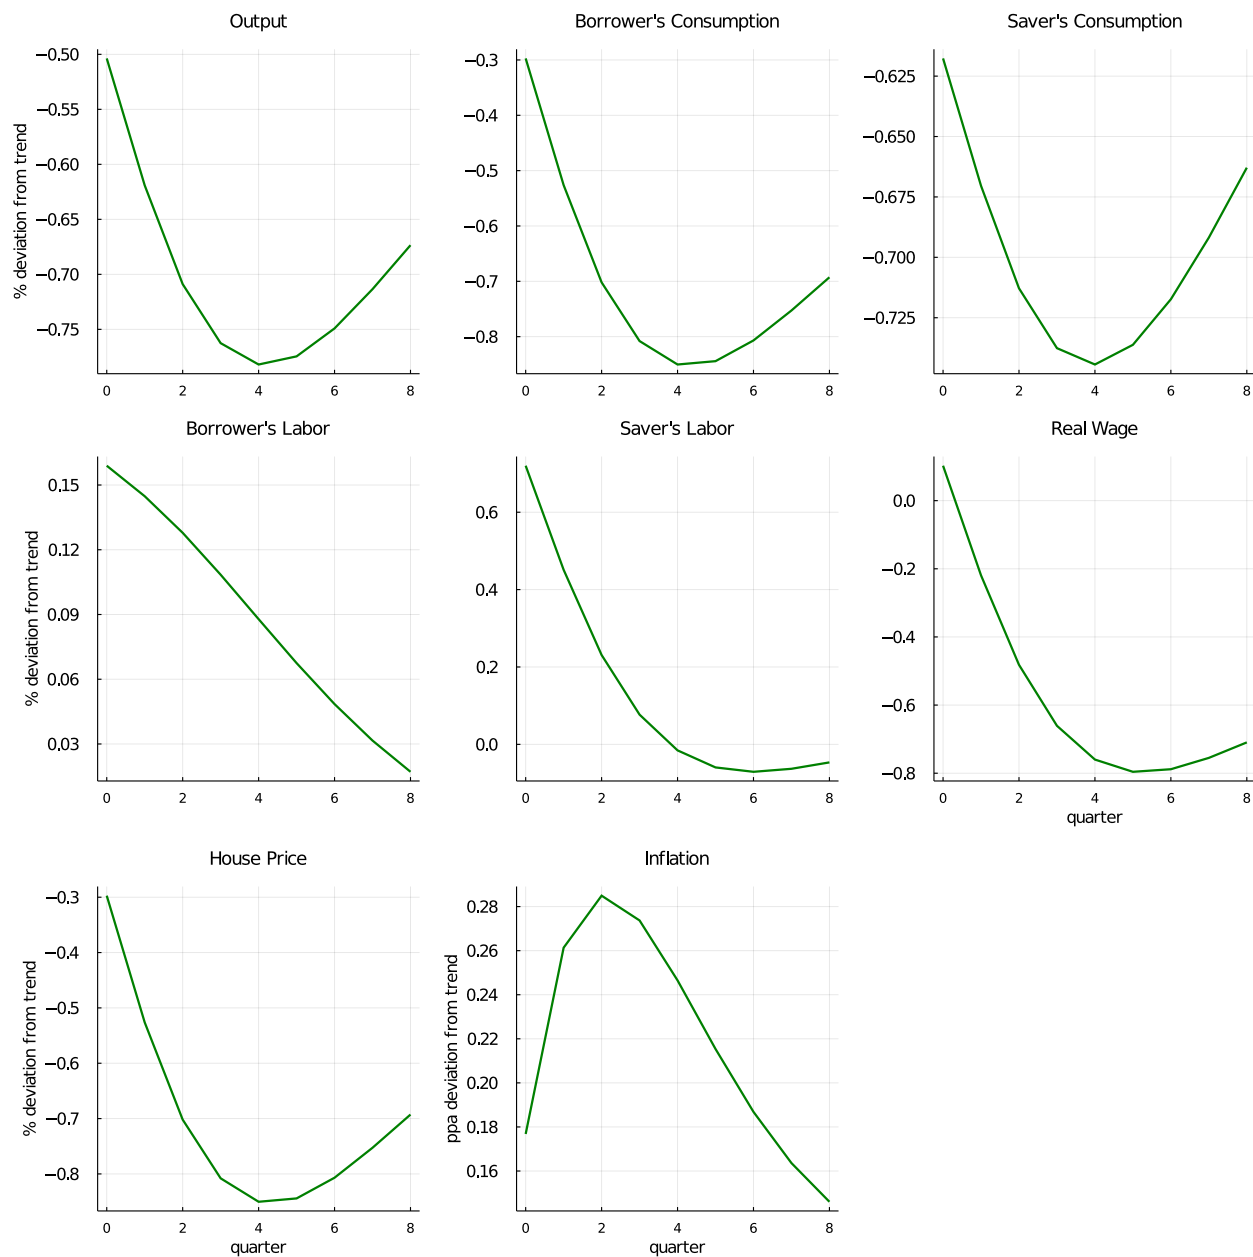 Output
Borrower's Consumption
Saver's Consumption
% deviation from trend
−0.50
−0.55
−0.60
−0.65
−0.70
−0.75
0 2 4 6 8
−0.3
−0.4
−0.5
−0.6
−0.7
−0.8
0 2 4 6 8
−0.625
−0.650
−0.675
−0.700
−0.725
0 2 4 6 8
Borrower's Labor
Saver's Labor
Real Wage
% deviation from trend
0.15
0.12
0.09
0.06
0.03
0 2 4 6 8
0.6
0.4
0.2
0.0
0 2 4 6 8
0.0
−0.2
−0.4
−0.6
−0.8
0 2 4 6 8
quarter
House Price
Inflation
% deviation from trend
−0.3
−0.4
−0.5
−0.6
−0.7
−0.8
0 2 4 6 8
quarter
ppa deviation from trend
0.28
0.26
0.24
0.22
0.20
0.18
0.16
0 2 4 6 8
quarter